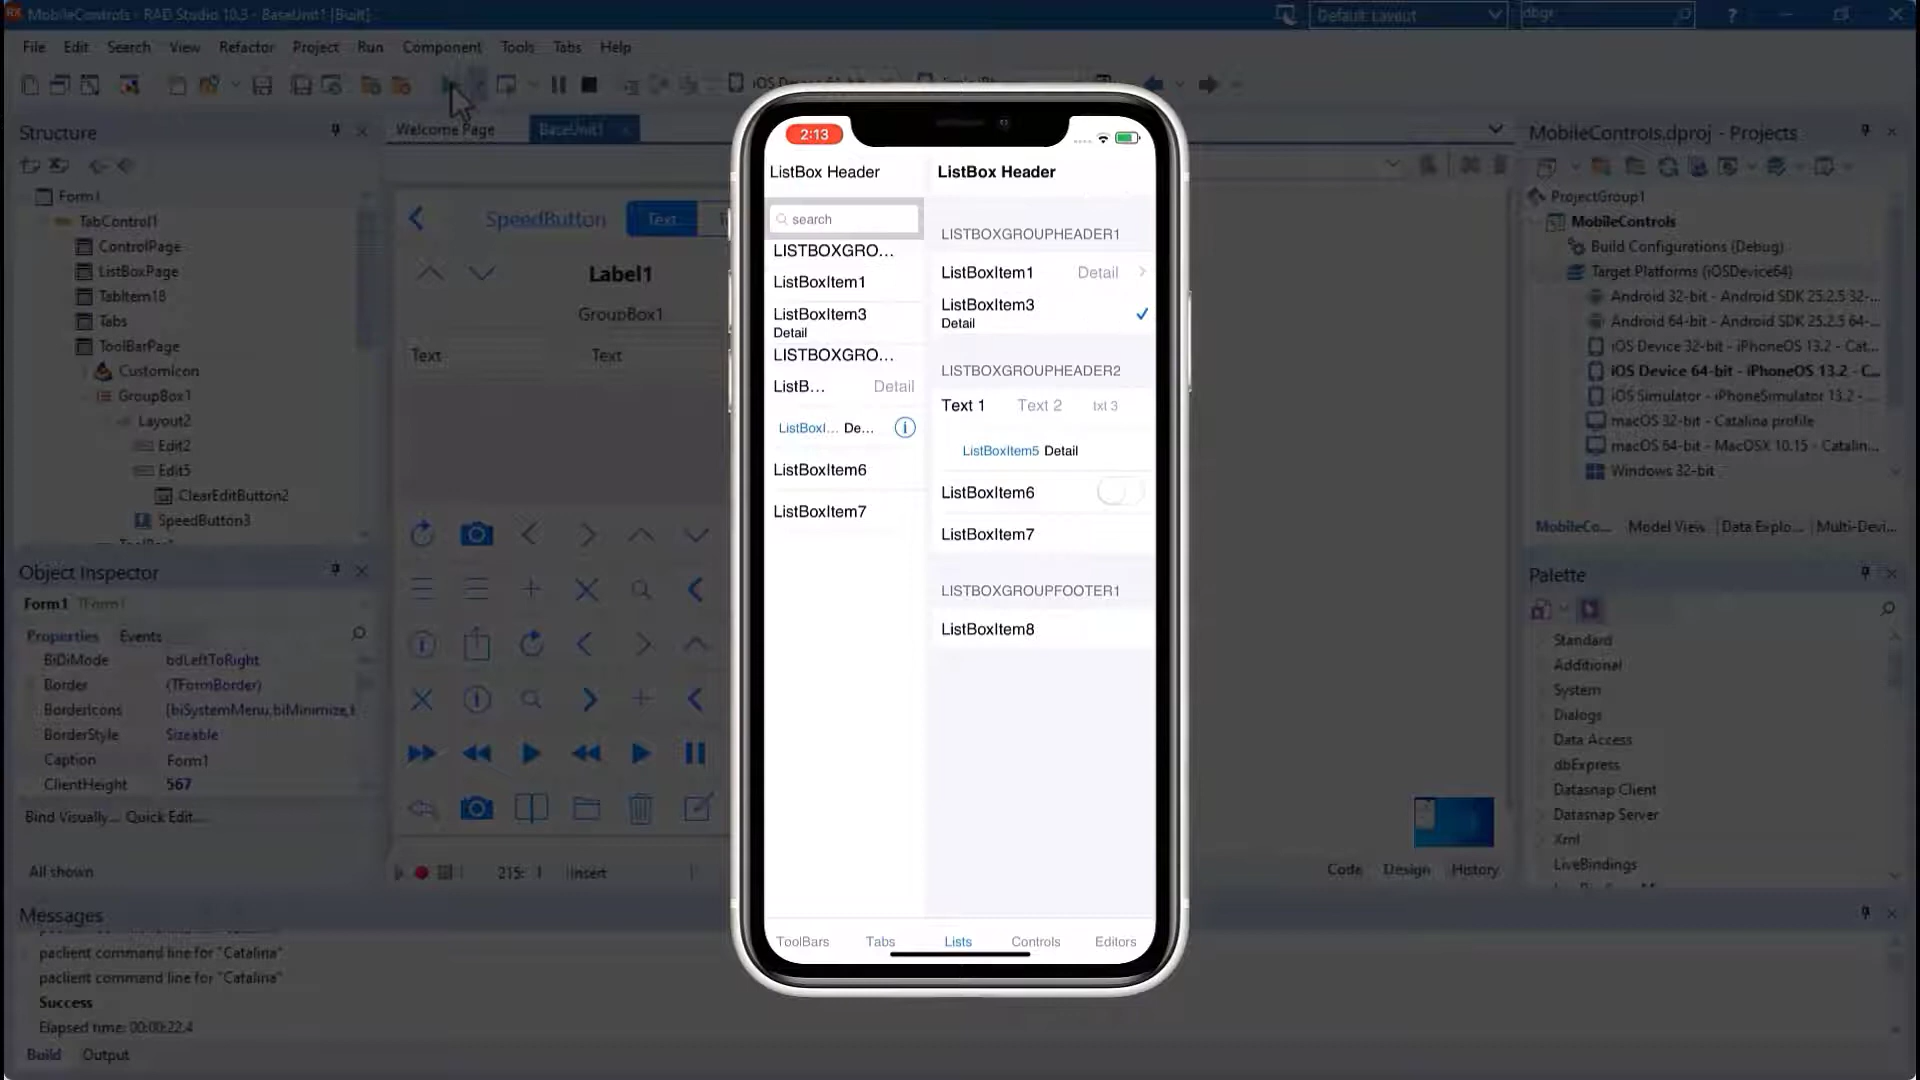 MobileControls - RAD Studio 10.3 - BaseUnit1 [Built]
Default Layout
dbgr
?
File Edit Search View Refactor Project Run Component Tools Tabs Help
Structure
Form1
TabControl1
ControlPage
ListBoxPage
TabItem18
Tabs
ToolBarPage
CustomIcon
GroupBox1
Layout2
Edit2
Edit5
ClearEditButton2
SpeedButton3
Object Inspector
Form1 TForm1
Properties Events
BiDiMode bdLeftToRight
Border (TFormBorder)
BorderIcons [biSystemMenu,biMinimize,t
BorderStyle Sizeable
Caption Form1
ClientHeight 567
Bind Visually... Quick Edit...
All shown
Welcome Page BaseUnit1
SpeedButton Text
Label1
GroupBox1
Text Text
215: 1 Insert
2:13
ListBox Header
search
LISTBOXGRO...
ListBoxItem1
ListBoxItem3
Detail
LISTBOXGRO...
ListB... Detail
ListBoxI... De...
ListBoxItem6
ListBoxItem7
ListBox Header
LISTBOXGROUPHEADER1
ListBoxItem1 Detail
ListBoxItem3
Detail
LISTBOXGROUPHEADER2
Text 1 Text 2 txt 3
ListBoxItem5 Detail
ListBoxItem6
ListBoxItem7
LISTBOXGROUPFOOTER1
ListBoxItem8
ToolBars Tabs Lists Controls Editors
Code Design History
MobileControls.dproj - Projects
ProjectGroup1
MobileControls
Build Configurations (Debug)
Target Platforms (iOSDevice64)
Android 32-bit - Android SDK 25.2.5 32-...
Android 64-bit - Android SDK 25.2.5 64-...
iOS Device 32-bit - iPhoneOS 13.2 - Cat...
iOS Device 64-bit - iPhoneOS 13.2 - C...
iOS Simulator - iPhoneSimulator 13.2 - ...
macOS 32-bit - Catalina profile
macOS 64-bit - MacOSX 10.15 - Catalin...
Windows 32-bit
MobileCo... Model View Data Explo... Multi-Devi...
Palette
Standard
Additional
System
Dialogs
Data Access
dbExpress
Datasnap Client
Datasnap Server
Xml
LiveBindings
Messages
paclient command line for "Catalina"
paclient command line for "Catalina"
Success
Elapsed time: 00:00:22.4
Build Output